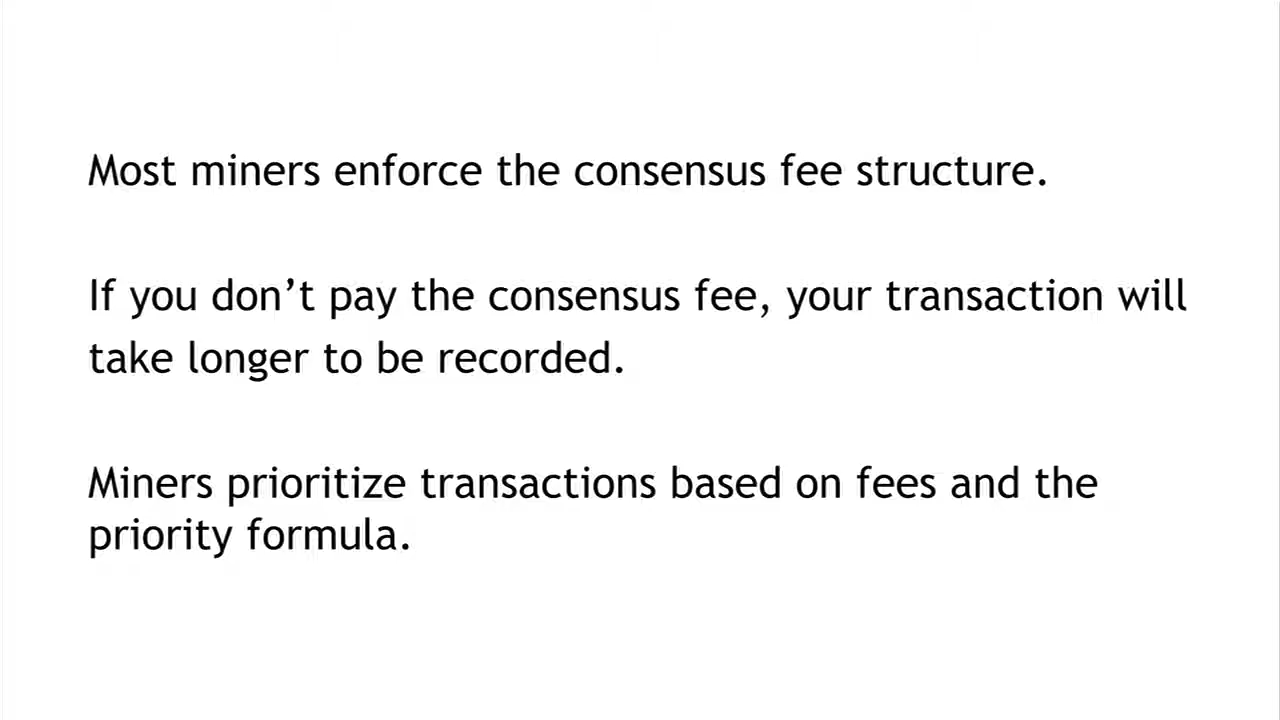 Most miners enforce the consensus fee structure.
If you don’t pay the consensus fee, your transaction will
take longer to be recorded.
Miners prioritize transactions based on fees and the
priority formula.